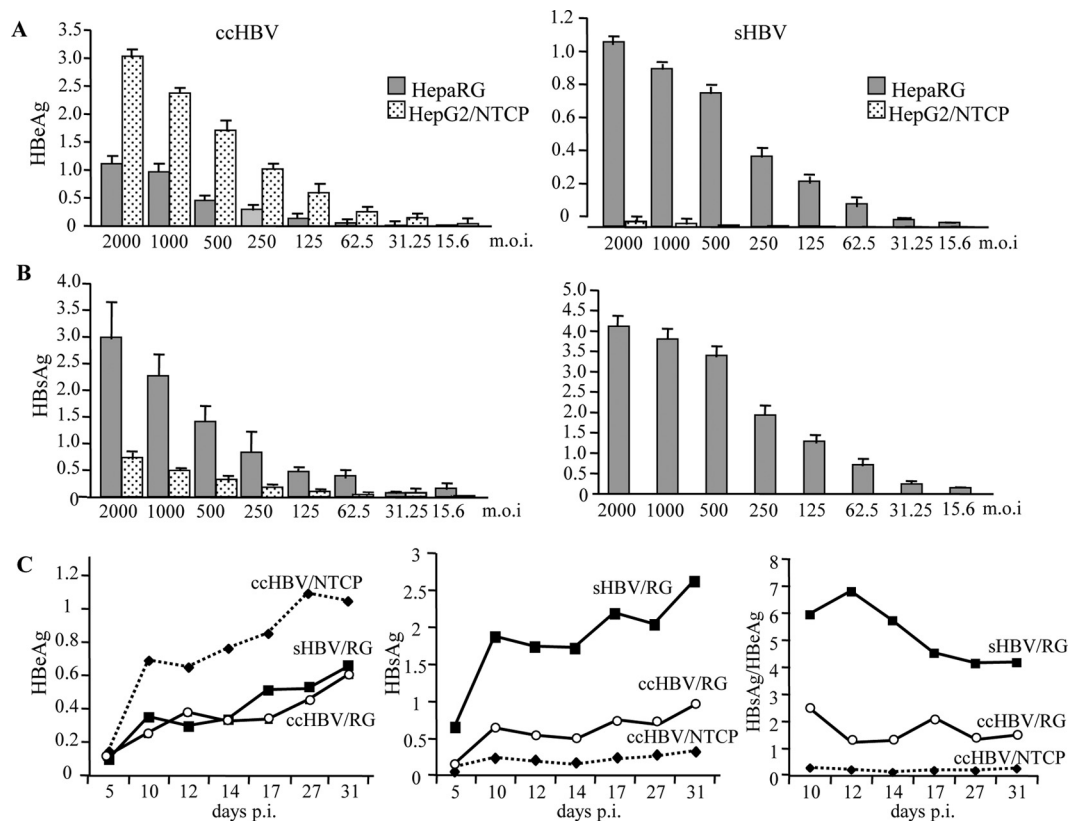 A
ccHBV
HBeAg
3.5
3.0
2.5
2.0
1.5
1.0
0.5
0
HepaRG
HepG2/NTCP
2000 1000 500 250 125 62.5 31.25 15.6 m.o.i.
sHBV
1.2
1.0
0.8
0.6
0.4
0.2
0
HepaRG
HepG2/NTCP
2000 1000 500 250 125 62.5 31.25 15.6 m.o.i
B
HBsAg
4.0
3.5
3.0
2.5
2.0
1.5
1.0
0.5
0
2000 1000 500 250 125 62.5 31.25 15.6 m.o.i
5.0
4.0
3.5
3.0
2.5
2.0
1.5
1.0
0.5
0
2000 1000 500 250 125 62.5 31.25 15.6 m.o.i
C
HBeAg
1.2
1
0.8
0.6
0.4
0.2
0
ccHBV/NTCP
sHBV/RG
ccHBV/RG
5 10 12 14 17 27 31
days p.i.
HBsAg
3
2.5
2
1.5
1
0.5
0
sHBV/RG
ccHBV/RG
ccHBV/NTCP
5 10 12 14 17 27 31
days p.i.
HBsAg/HBeAg
8
7
6
5
4
3
2
1
0
sHBV/RG
ccHBV/RG
ccHBV/NTCP
10 12 14 17 27 31
days p.i.